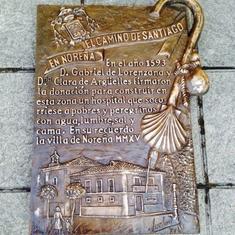 EL CAMINO DE SANTIAGO
EN NOREÑA
En el año 1593
D. Gabriel de Lorenzana y
Dña Clara de Argüelles firmaron
la donación para construir en
esta zona un hospital que soco
rriese a pobres y peregrinos
con agua, lumbre, sal y
cama. En su recuerdo
la villa de Noreña MMXV